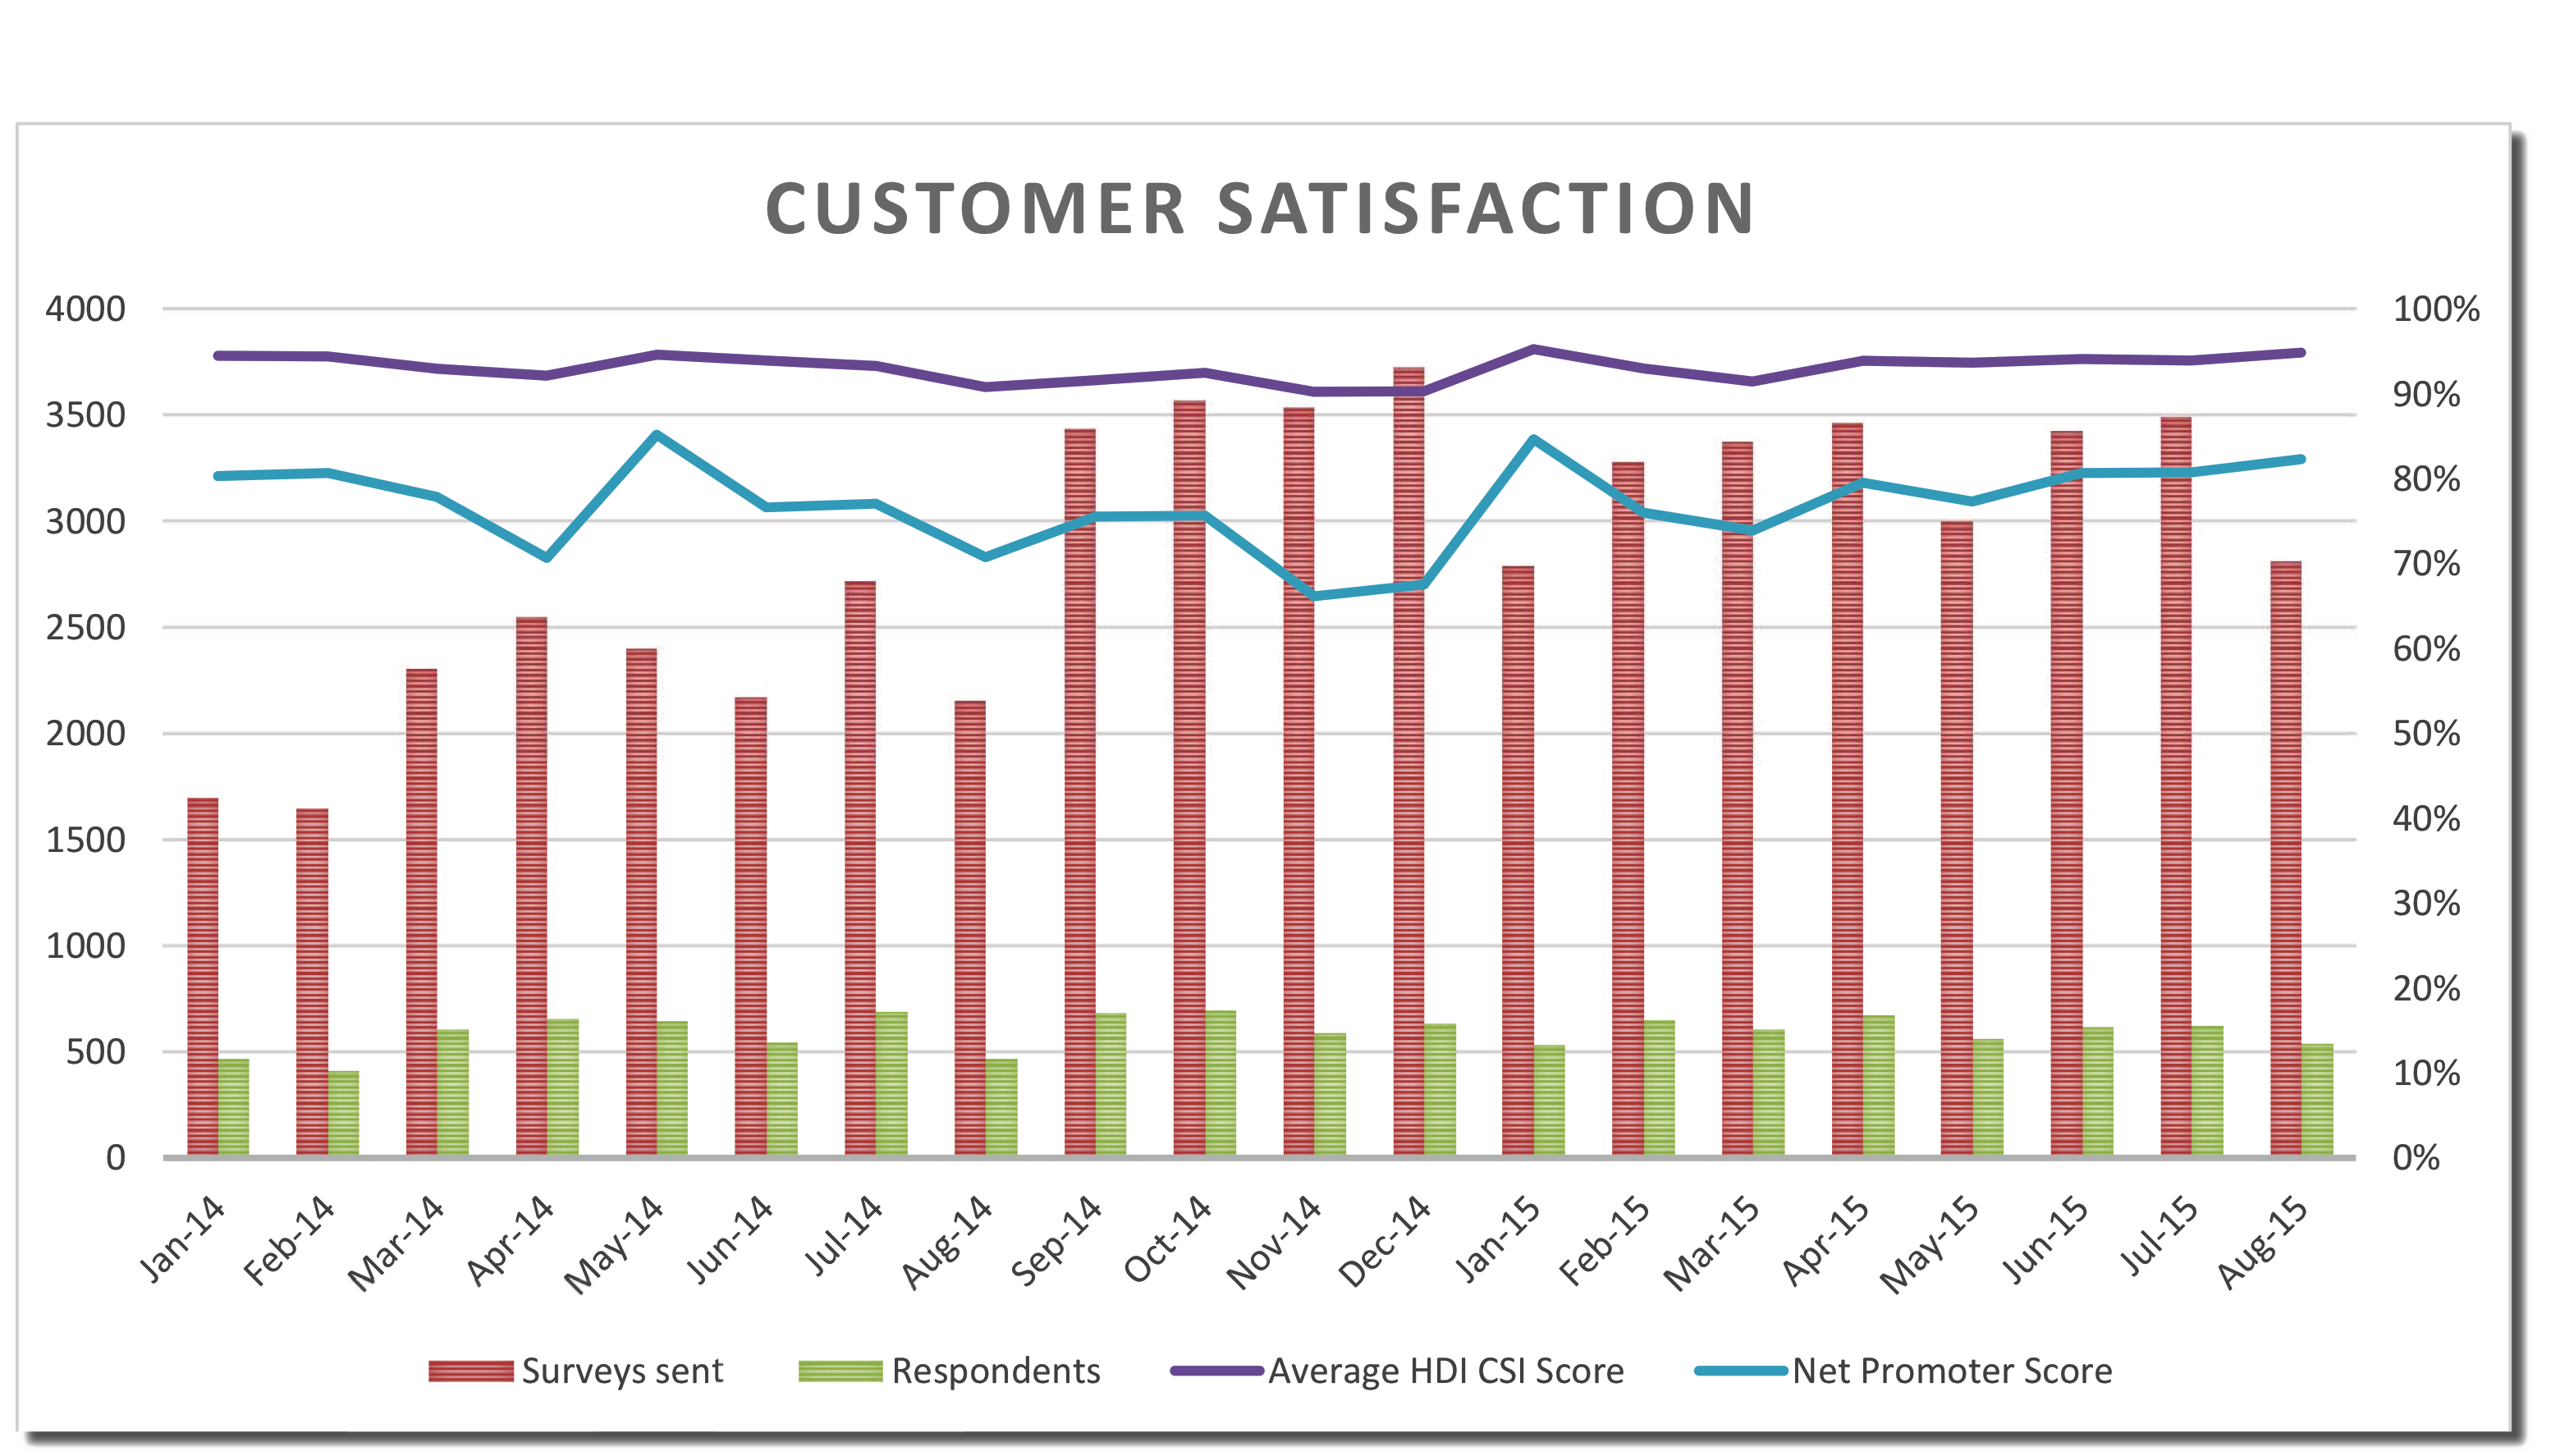 CUSTOMER SATISFACTION
4000
3500
3000
2500
2000
1500
1000
500
0
100%
90%
80%
70%
60%
50%
40%
30%
20%
10%
0%
Jan-14
Feb-14
Mar-14
Apr-14
May-14
Jun-14
Jul-14
Aug-14
Sep-14
Oct-14
Nov-14
Dec-14
Jan-15
Feb-15
Mar-15
Apr-15
May-15
Jun-15
Jul-15
Aug-15
Surveys sent
Respondents
Average HDI CSI Score
Net Promoter Score